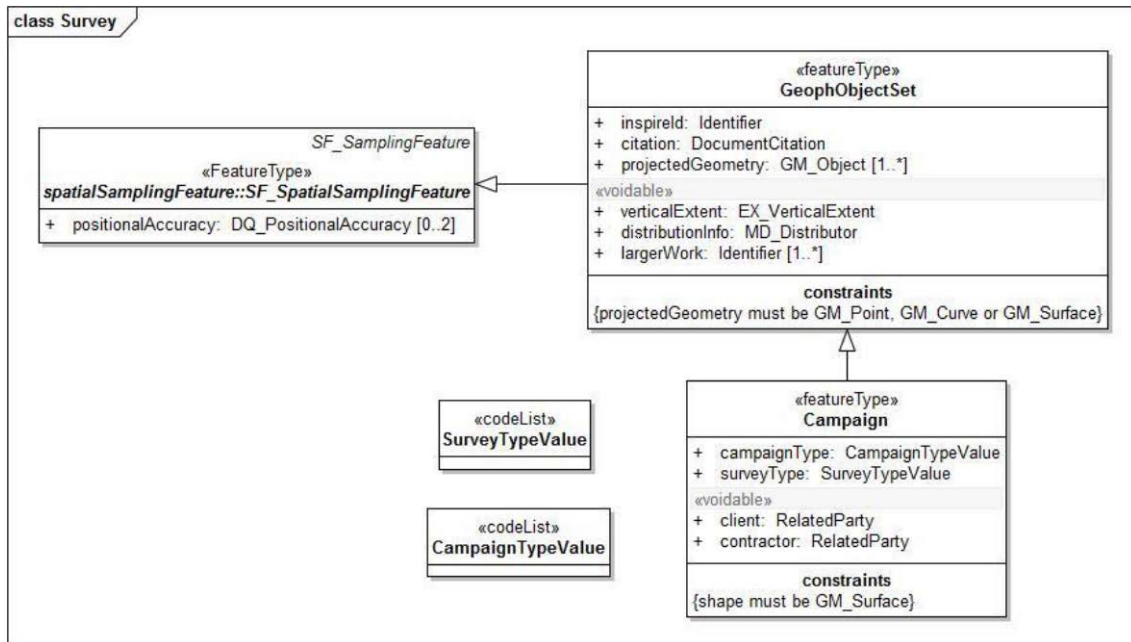 class Survey
SF_SamplingFeature
«FeatureType»
spatialSamplingFeature::SF_SpatialSamplingFeature
+ positionalAccuracy: DQ_PositionalAccuracy [0..2]
«featureType»
GeophObjectSet
+ inspireId: Identifier
+ citation: DocumentCitation
+ projectedGeometry: GM_Object [1..*]
«voidable»
+ verticalExtent: EX_VerticalExtent
+ distributionInfo: MD_Distributor
+ largerWork: Identifier [1..*]
constraints
{projectedGeometry must be GM_Point, GM_Curve or GM_Surface}
«featureType»
Campaign
+ campaignType: CampaignTypeValue
+ surveyType: SurveyTypeValue
«voidable»
+ client: RelatedParty
+ contractor: RelatedParty
constraints
{shape must be GM_Surface}
«codeList»
SurveyTypeValue
«codeList»
CampaignTypeValue